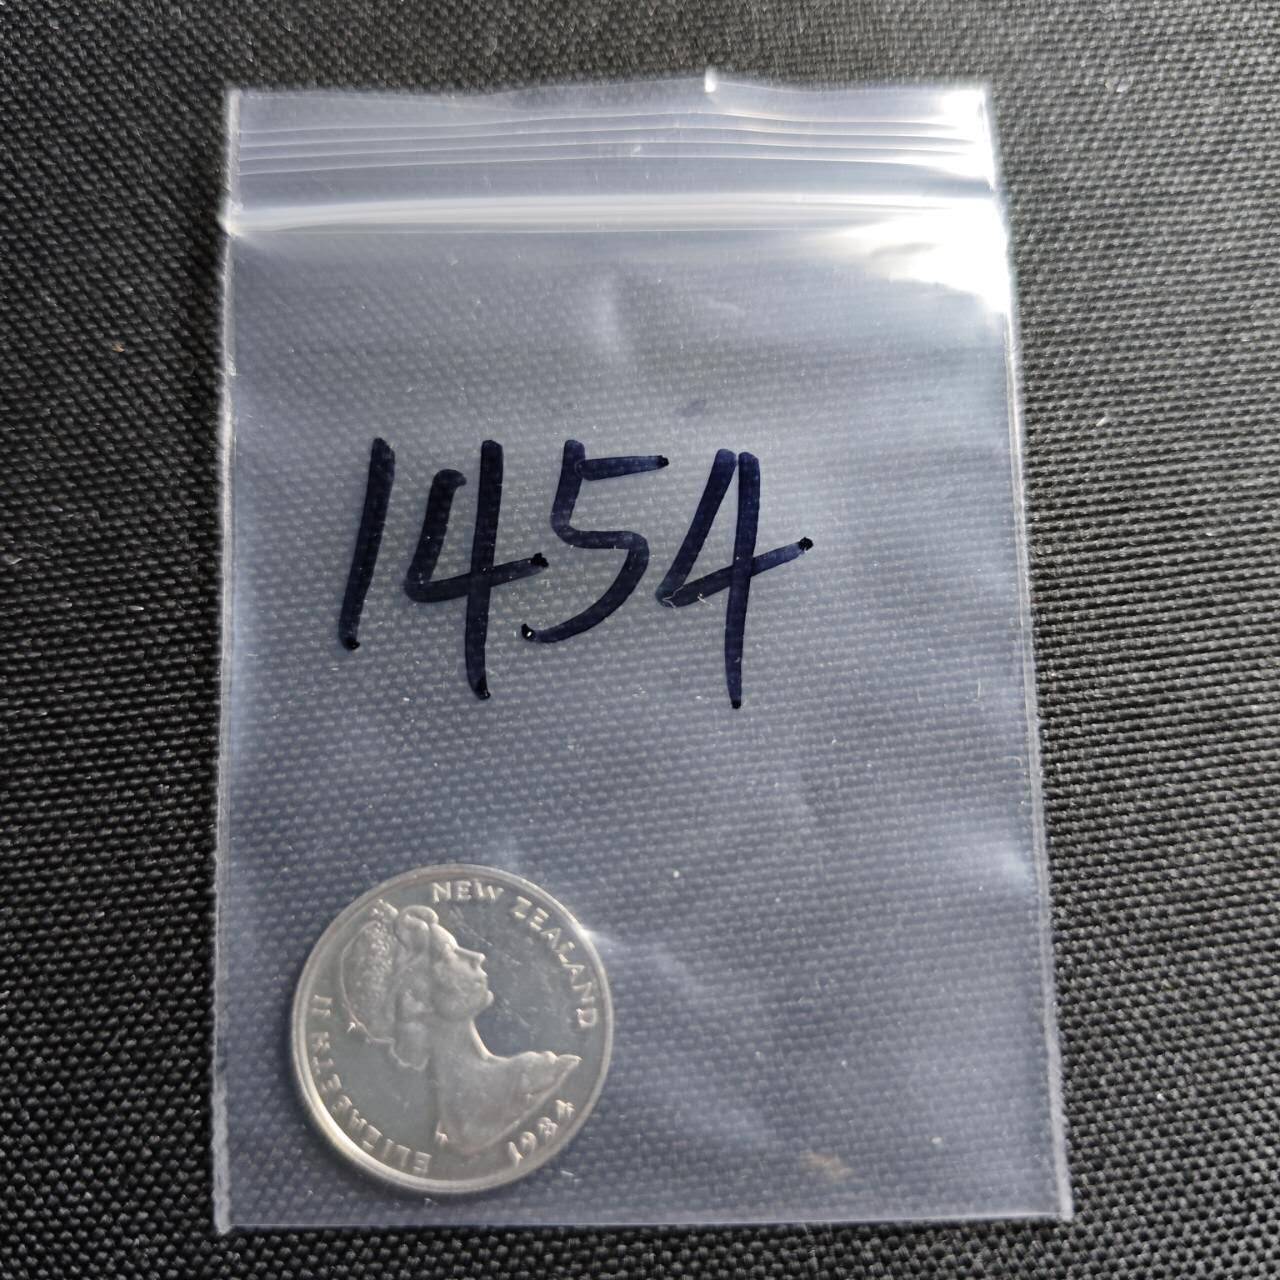 1454
ELIZABETH II NEW ZEALAND 1984